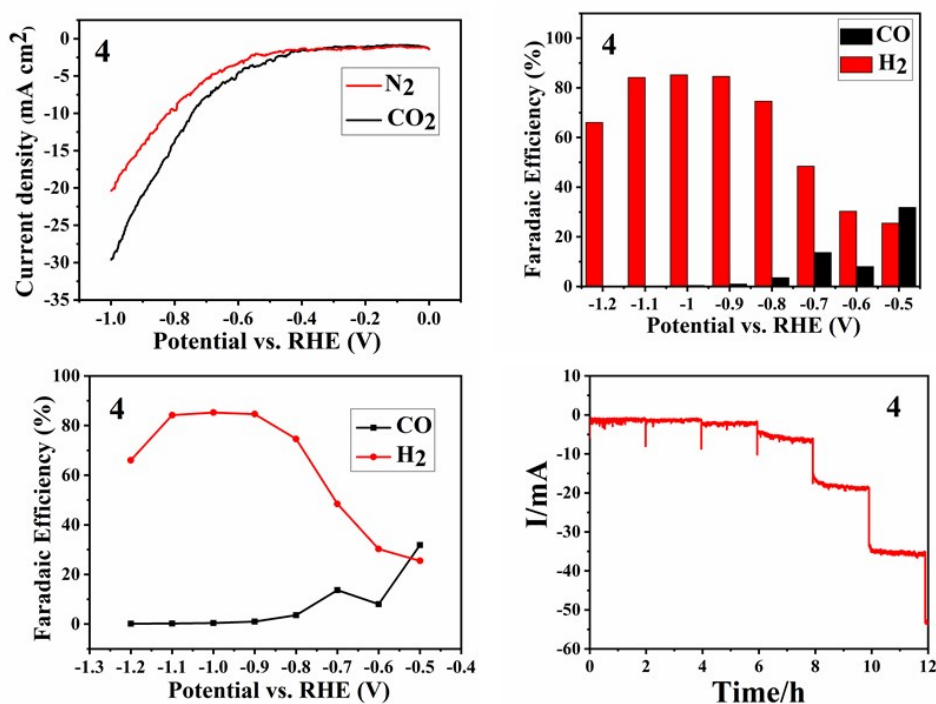 4
N2
CO2
Current density (mA cm2)
0
-5
-10
-15
-20
-25
-30
-35
-1.0 -0.8 -0.6 -0.4 -0.2 0.0
Potential vs. RHE (V)
4
CO
H2
Faradaic Efficiency (%)
100
80
60
40
20
0
-1.2 -1.1 -1 -0.9 -0.8 -0.7 -0.6 -0.5
Potential vs. RHE (V)
4
CO
H2
Faradaic Efficiency (%)
100
80
60
40
20
0
-1.3 -1.2 -1.1 -1.0 -0.9 -0.8 -0.7 -0.6 -0.5 -0.4
Potential vs. RHE (V)
4
I/mA
10
0
-10
-20
-30
-40
-50
-60
0 2 4 6 8 10 12
Time/h